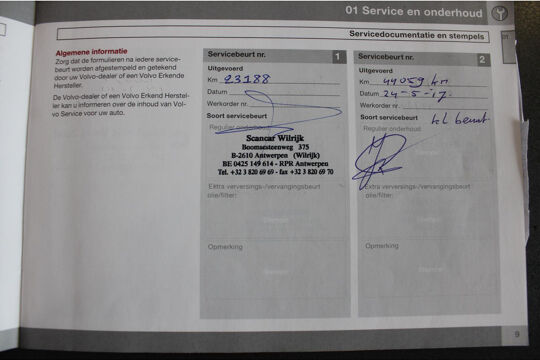 01 Service en onderhoud
Servicedocumentatie en stempels
01
Algemene informatie
Zorg dat de formulieren na iedere service-
beurt worden afgestempeld en getekend
door uw Volvo-dealer of een Volvo Erkende
Hersteller.
De Volvo-dealer of een Volvo Erkend Herstel-
ler kan u informeren over de inhoud van Vol-
vo Service voor uw auto.
Servicebeurt nr. 1
Uitgevoerd
Km 23188
Datum
Werkorder nr.
Soort servicebeurt
Regulier onderhoud:
Scancar Wilrijk
Boomsesteenweg 375
B-2610 Antwerpen (Wilrijk)
BE 0425 149 614 - RPR Antwerpen
Tel. +32 3 820 69 69 - fax +32 3 820 69 70
Extra verversings-/vervangingsbeurt
olie/filter:
Opmerking
Servicebeurt nr. 2
Uitgevoerd
Km 49059 km
Datum 24-5-17
Werkorder nr.
Soort servicebeurt kl beurt
Regulier onderhoud:
Extra verversings-/vervangingsbeurt
olie/filter:
Opmerking
9